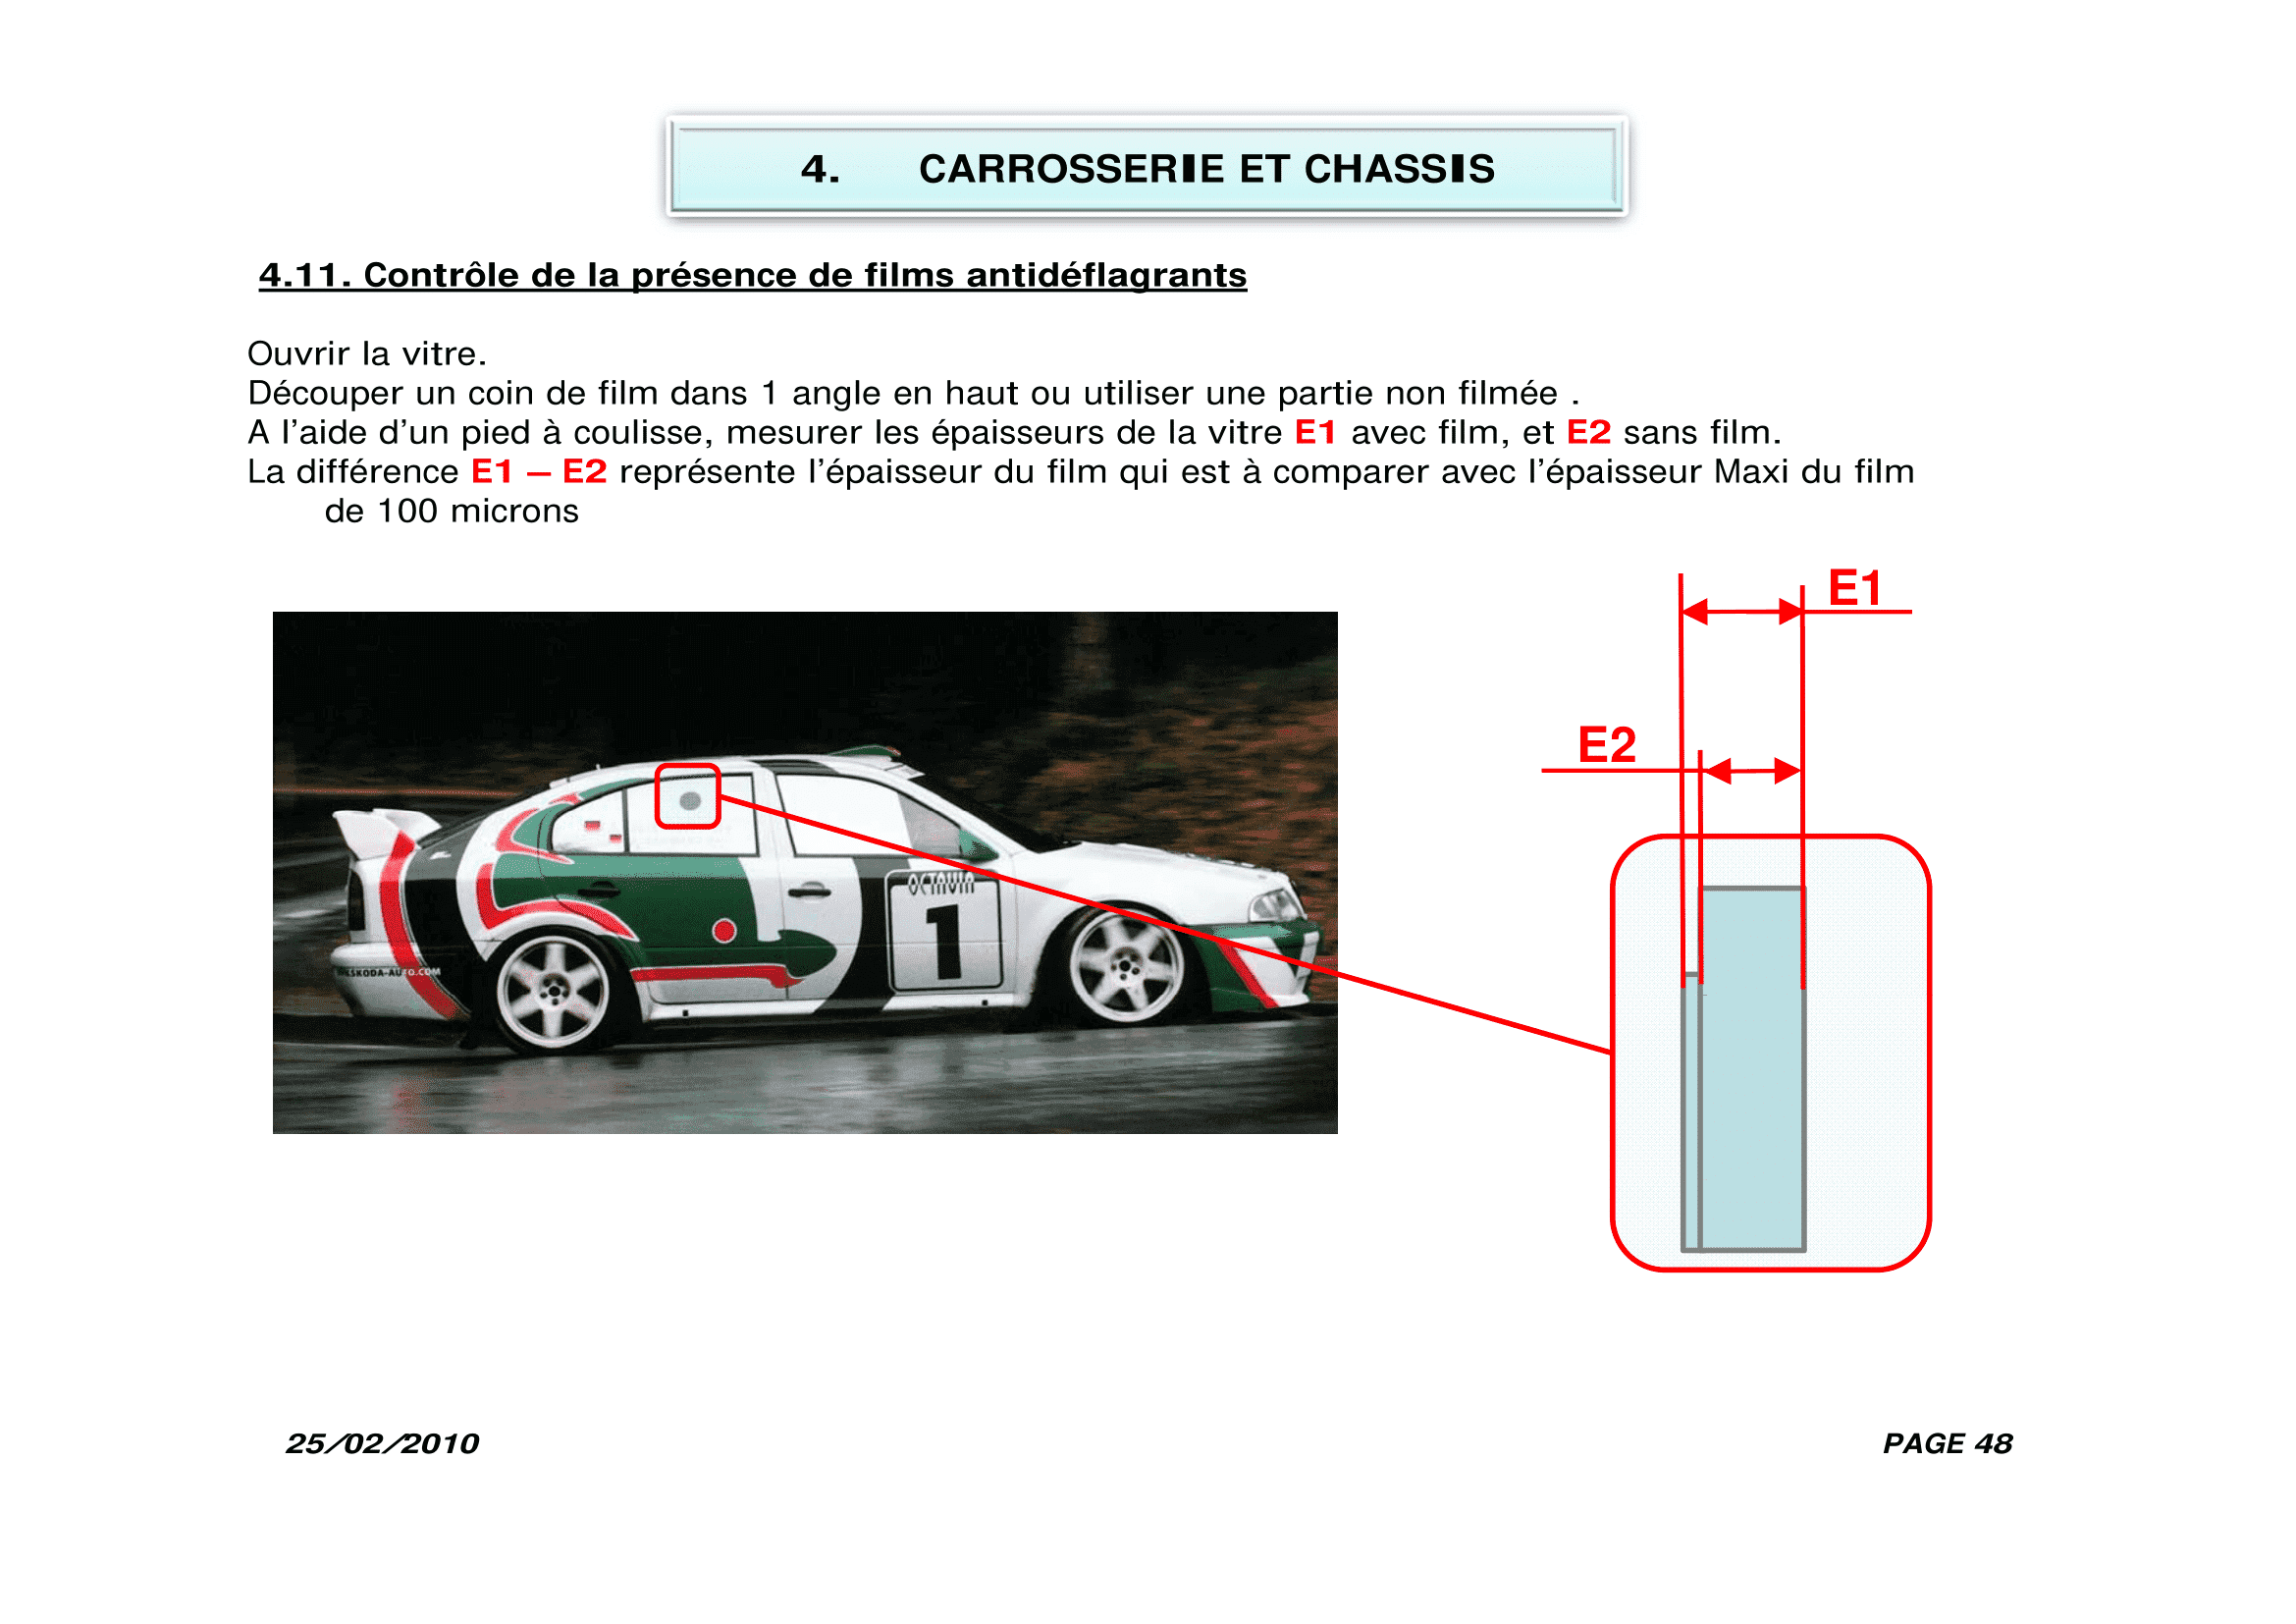 4. CARROSSERIE ET CHASSIS
4.11. Contrôle de la présence de films antidéflagrants
Ouvrir la vitre.
Découper un coin de film dans 1 angle en haut ou utiliser une partie non filmée .
A l’aide d’un pied à coulisse, mesurer les épaisseurs de la vitre E1 avec film, et E2 sans film.
La différence E1 – E2 représente l’épaisseur du film qui est à comparer avec l’épaisseur Maxi du film
de 100 microns
E1
E2
OCTAVIA
1
SKODA-AUTO.COM
25/02/2010
PAGE 48